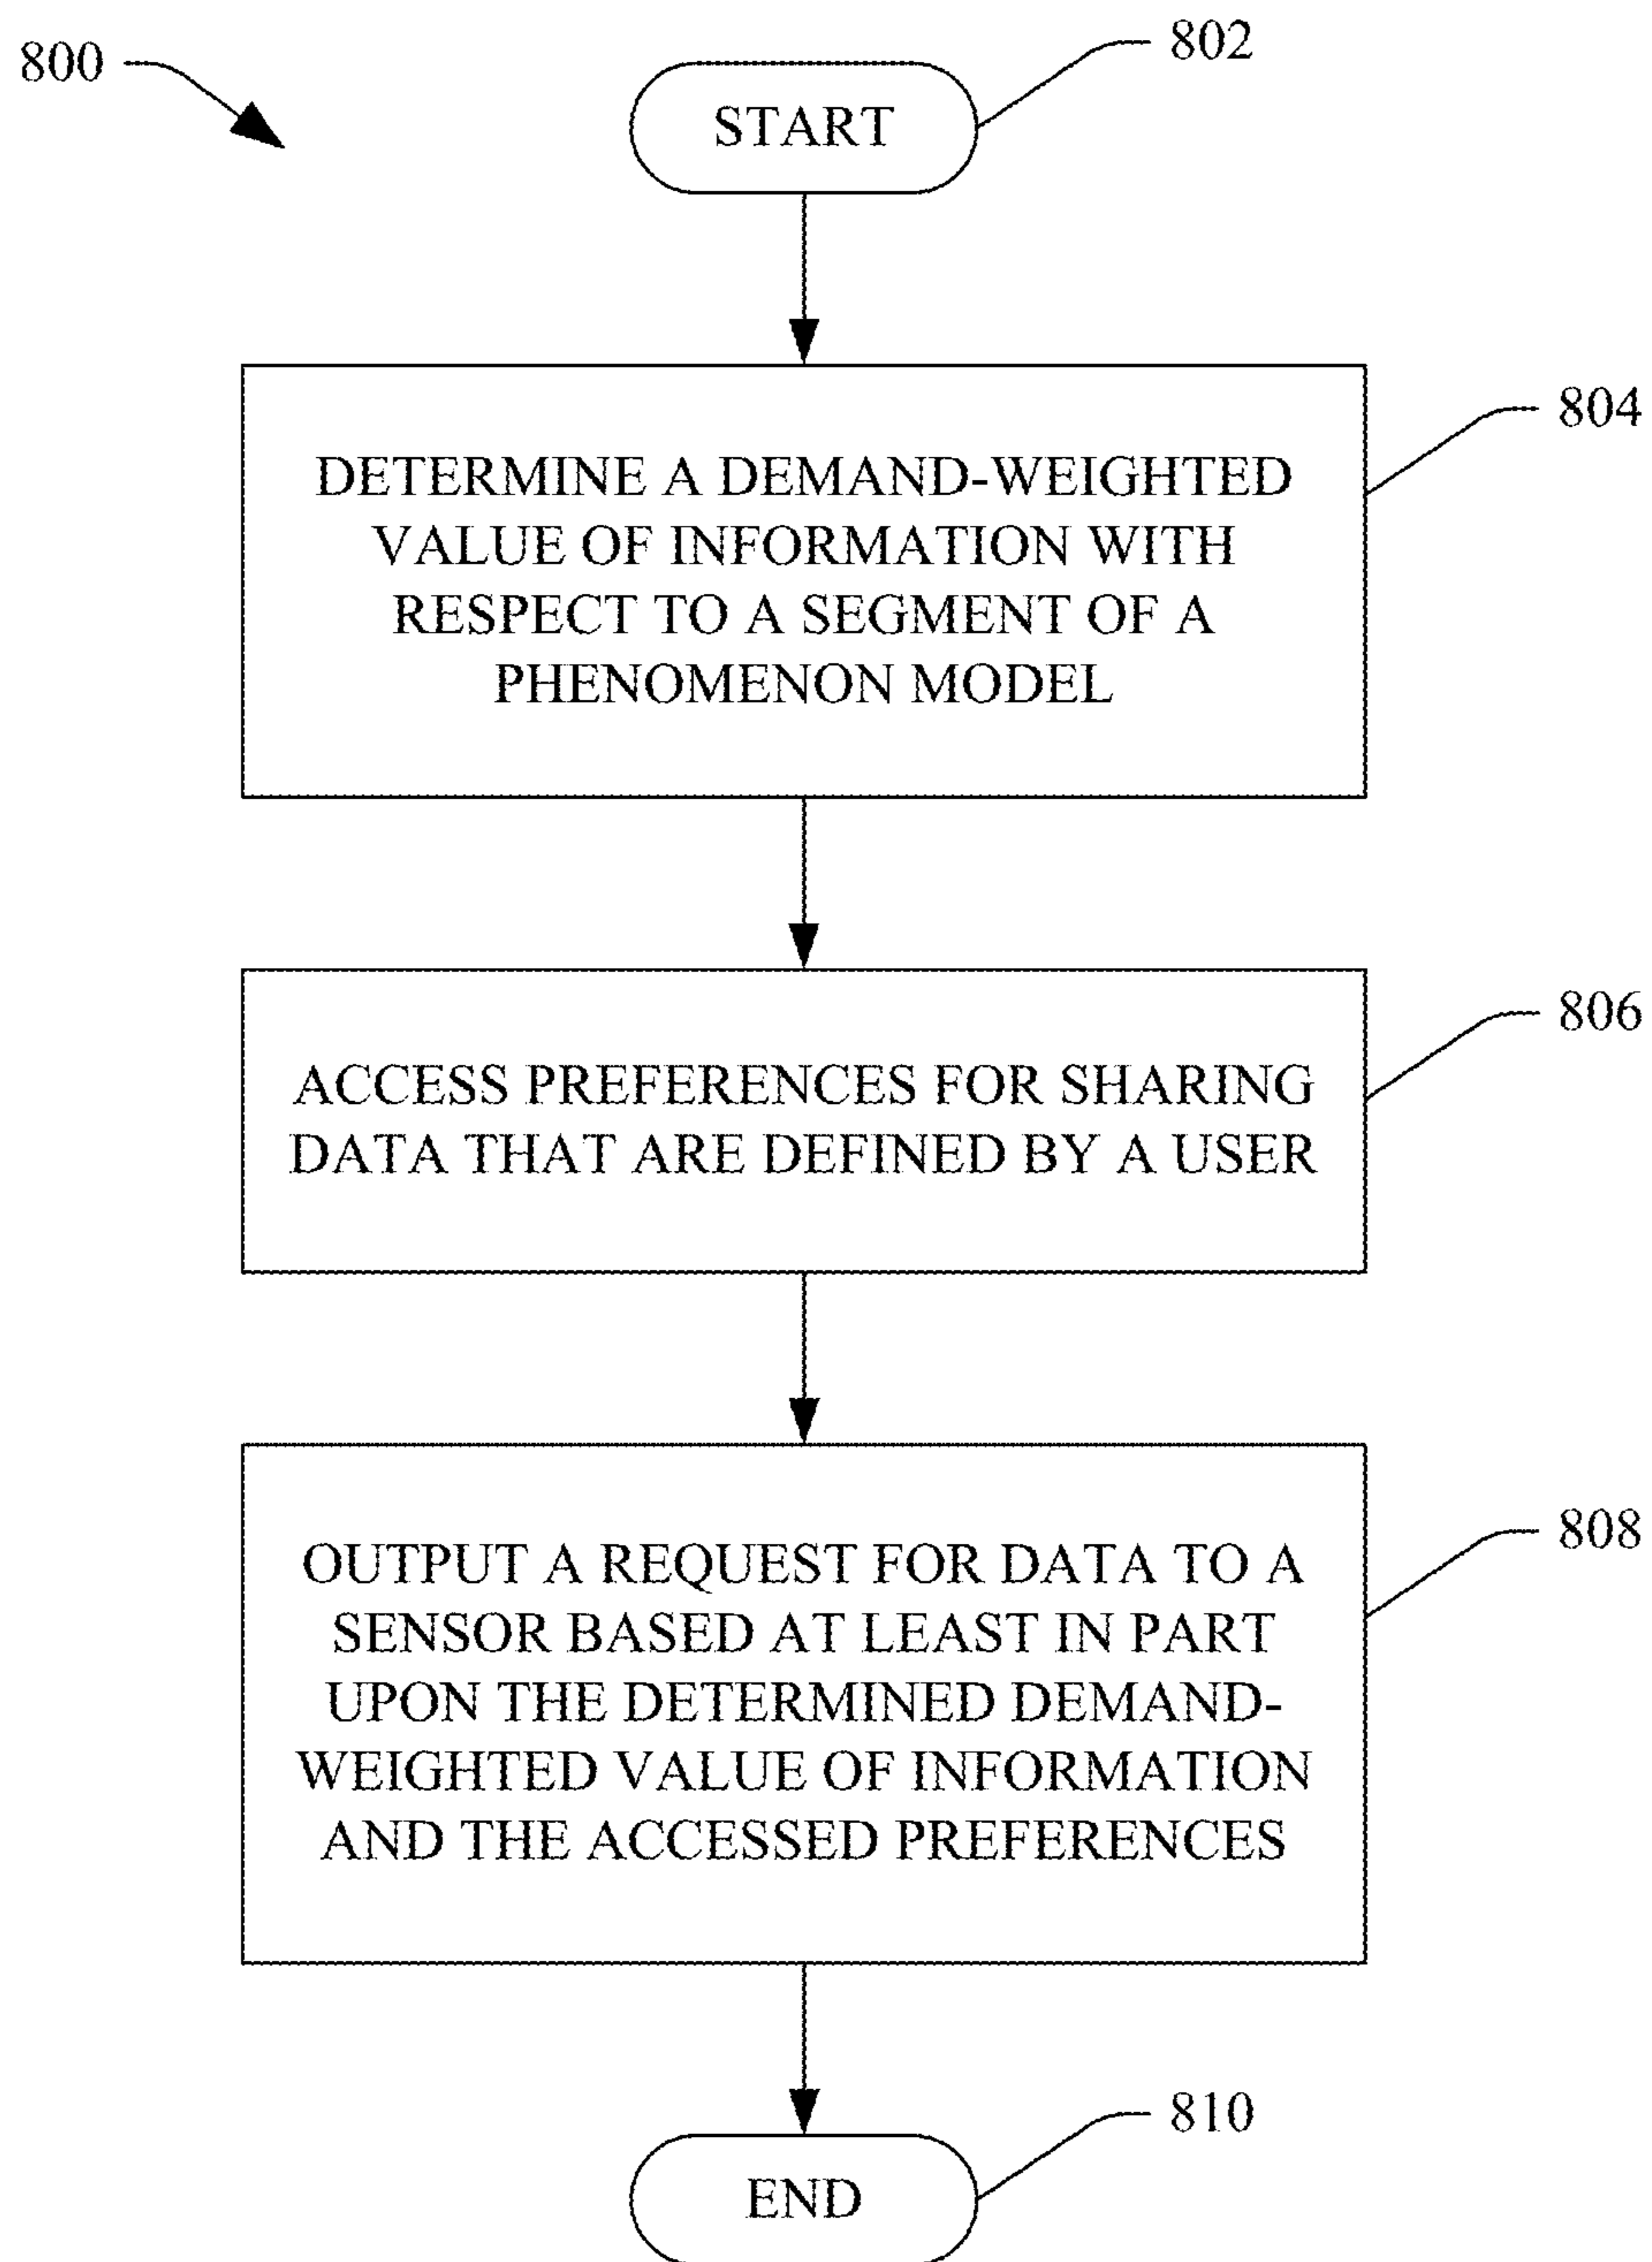 800
802
START
804
DETERMINE A DEMAND-WEIGHTED
VALUE OF INFORMATION WITH
RESPECT TO A SEGMENT OF A
PHENOMENON MODEL
806
ACCESS PREFERENCES FOR SHARING
DATA THAT ARE DEFINED BY A USER
808
OUTPUT A REQUEST FOR DATA TO A
SENSOR BASED AT LEAST IN PART
UPON THE DETERMINED DEMAND-
WEIGHTED VALUE OF INFORMATION
AND THE ACCESSED PREFERENCES
810
END